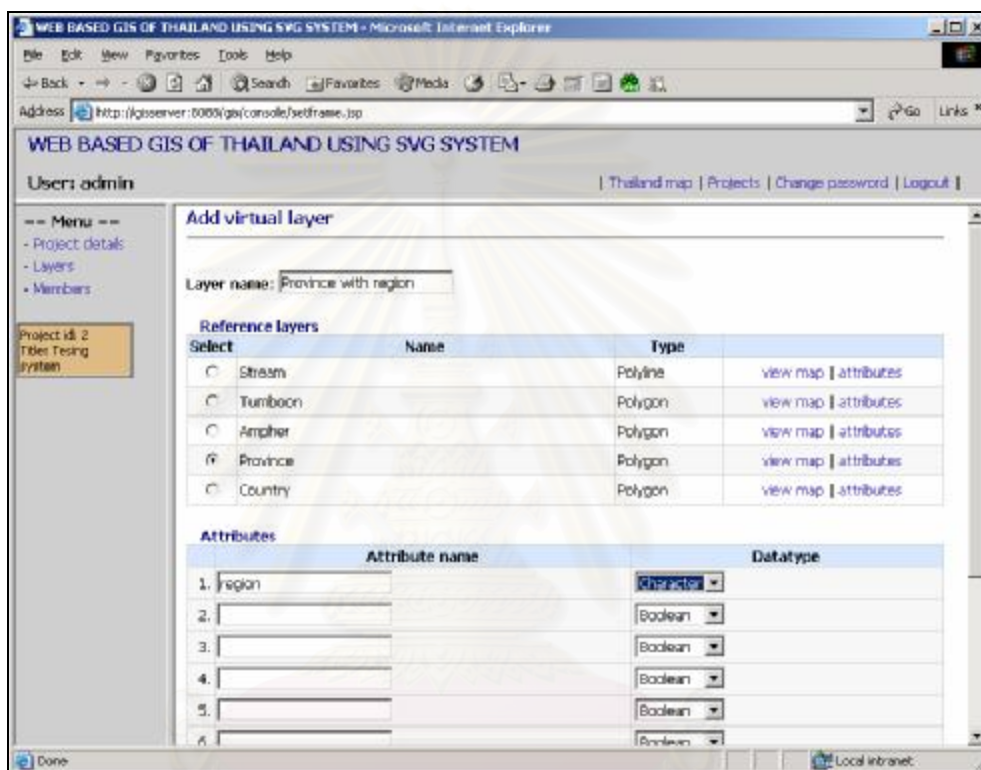 WEB BASED GIS OF THAILAND USING SVG SYSTEM - Microsoft Internet Explorer
File Edit View Favorites Tools Help
Back Search Favorites Media
Address http://gisserver:8088/gis/console/setframe.jsp Go Links »
WEB BASED GIS OF THAILAND USING SVG SYSTEM
User: admin
| Thailand map | Projects | Change password | Logout |
-- Menu --
- Project details
- Layers
- Members
Project id: 2
Title: Tesing
system
Add virtual layer
Layer name: Province with region
Reference layers
Select Name Type
Stream Polyline view map | attributes
Tumboon Polygon view map | attributes
Ampher Polygon view map | attributes
Province Polygon view map | attributes
Country Polygon view map | attributes
Attributes
Attribute name Datatype
1. region Character
2. Boolean
3. Boolean
4. Boolean
5. Boolean
6. Boolean
Done Local intranet